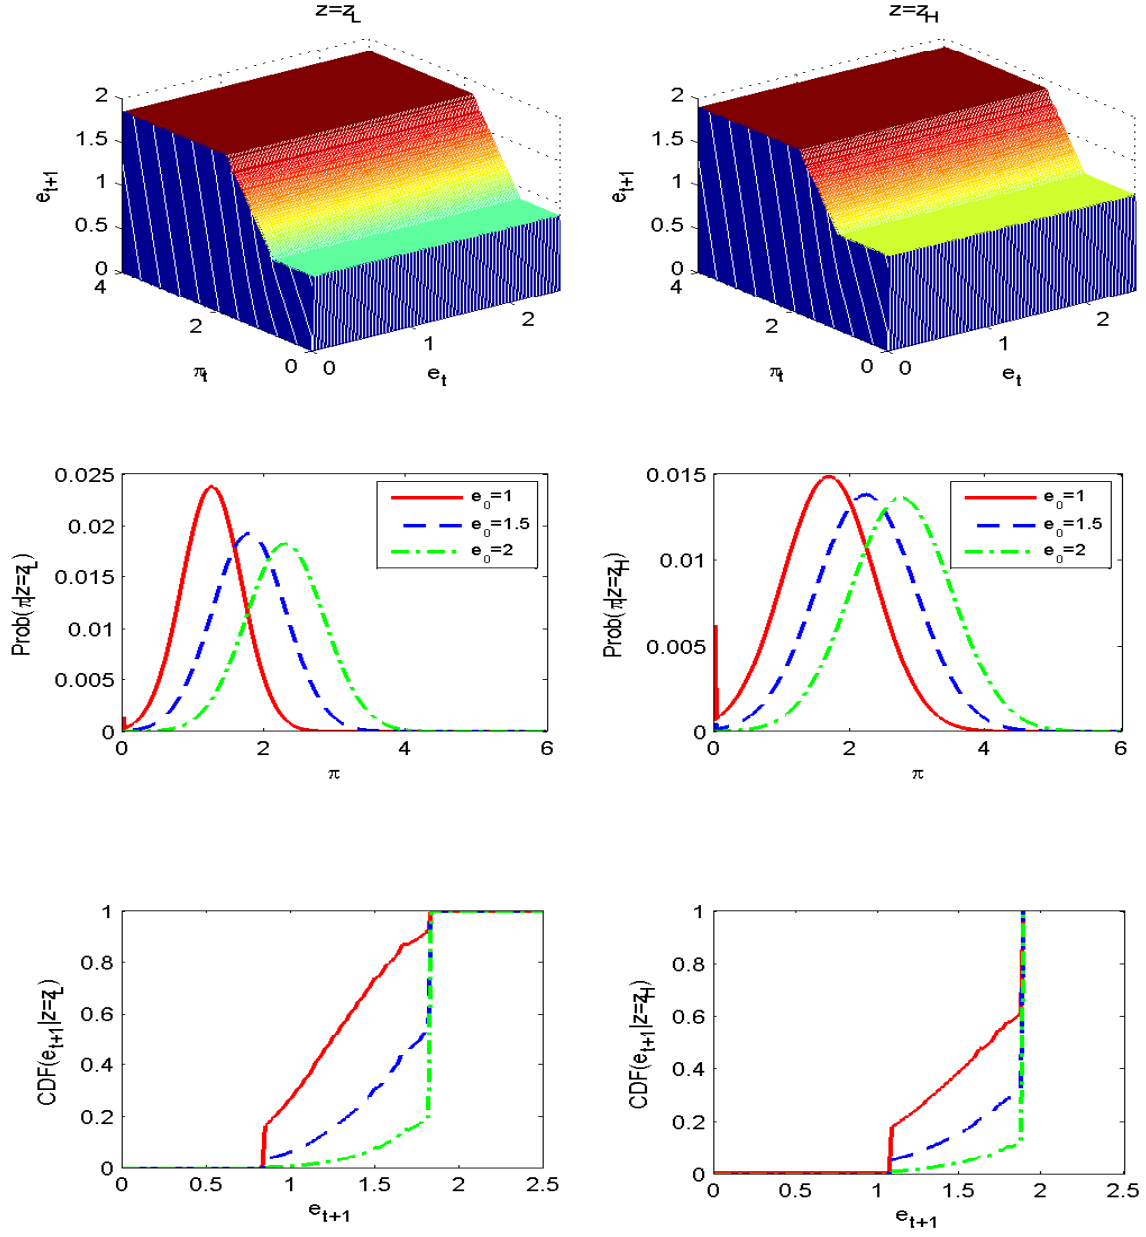 z=z_L
z=z_H
2
1.5
1
0.5
0
e_{t+1}
4
2
0
π_t
0
1
2
e_t
2
1.5
1
0.5
0
e_{t+1}
4
2
0
π_t
0
1
2
e_t
0.025
0.02
0.015
0.01
0.005
0
Prob(π|z=z_L)
e_0=1
e_0=1.5
e_0=2
0 2 4 6
π
0.015
0.01
0.005
0
Prob(π|z=z_H)
e_0=1
e_0=1.5
e_0=2
0 2 4 6
π
1
0.8
0.6
0.4
0.2
0
CDF(e_{t+1}|z=z_L)
0 0.5 1 1.5 2 2.5
e_{t+1}
1
0.8
0.6
0.4
0.2
0
CDF(e_{t+1}|z=z_H)
0 0.5 1 1.5 2 2.5
e_{t+1}